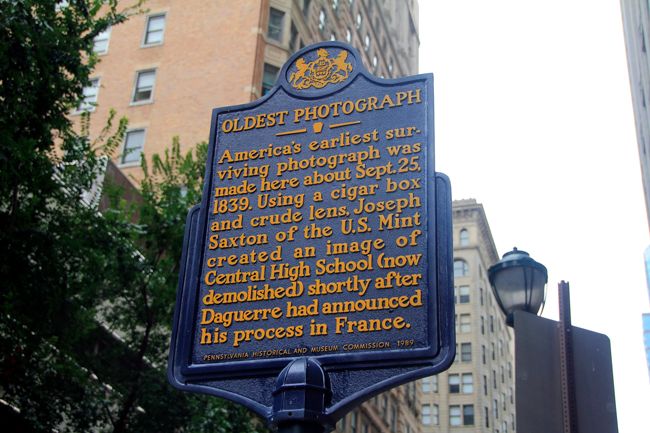 OLDEST PHOTOGRAPH
America's earliest sur-
viving photograph was
made here about Sept. 25,
1839. Using a cigar box
and crude lens, Joseph
Saxton of the U.S. Mint
created an image of
Central High School (now
demolished) shortly after
Daguerre had announced
his process in France.
PENNSYLVANIA HISTORICAL AND MUSEUM COMMISSION 1989